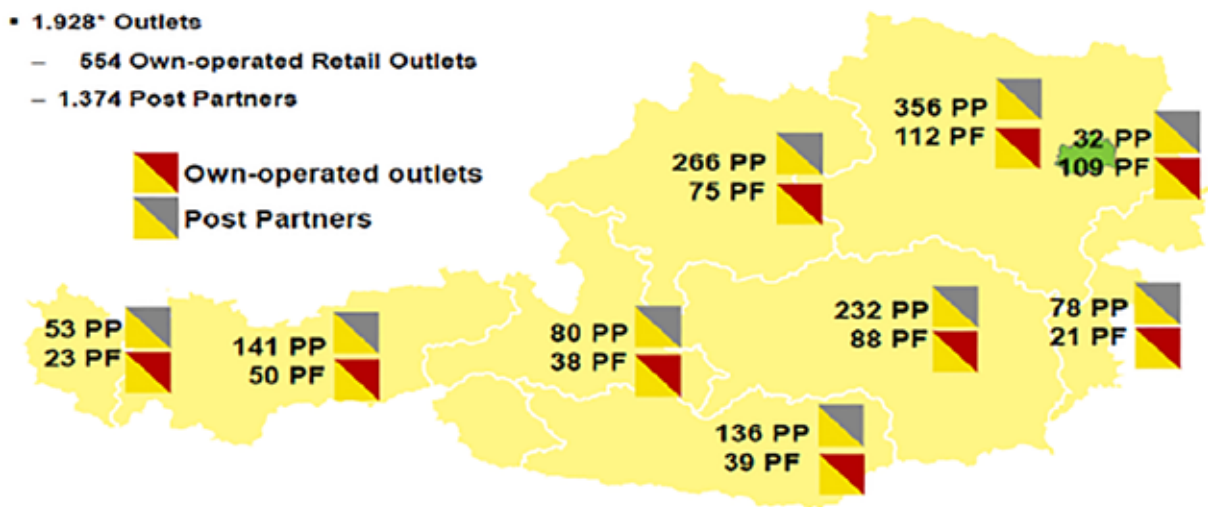 ▪ 1.928* Outlets
– 554 Own-operated Retail Outlets
– 1.374 Post Partners
Own-operated outlets
Post Partners
356 PP
112 PF
32 PP
109 PF
266 PP
75 PF
53 PP
23 PF
141 PP
50 PF
80 PP
38 PF
232 PP
88 PF
78 PP
21 PF
136 PP
39 PF